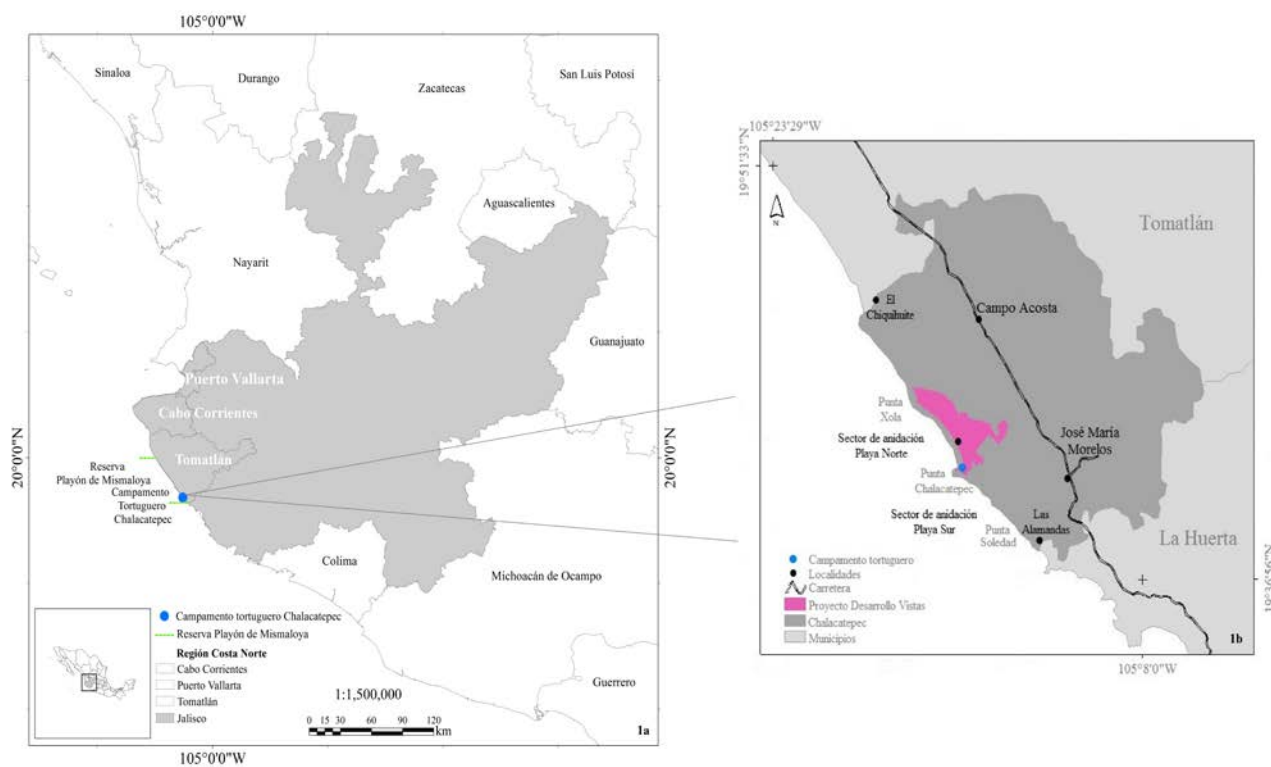 105°0'0"W
Sinaloa
Durango
Zacatecas
San Luis Potosí
Aguascalientes
Nayarit
Guanajuato
Puerto Vallarta
Cabo Corrientes
Tomatlán
20°0'0"N
20°0'0"N
Reserva
Playón de Mismaloya
Campamento
Tortuguero
Chalacatepec
Colima
Michoacán de Ocampo
Guerrero
Campamento tortuguero Chalacatepec
Reserva Playón de Mismaloya
Región Costa Norte
Cabo Corrientes
Puerto Vallarta
Tomatlán
Jalisco
1:1,500,000
0 15 30 60 90 120
km
1a
105°0'0"W
105°23'29"W
19°51'33"N
N
Tomatlán
El
Chiquihuite
Campo Acosta
Punta
Xola
José María
Morelos
Sector de anidación
Playa Norte
Punta
Chalacatepec
Sector de anidación
Playa Sur
Las
Alamandas
Punta
Soledad
La Huerta
19°36'56"N
Campamento tortuguero
Localidades
Carretera
Proyecto Desarrollo Vistas
Chalacatepec
Municipios
1b
105°8'0"W